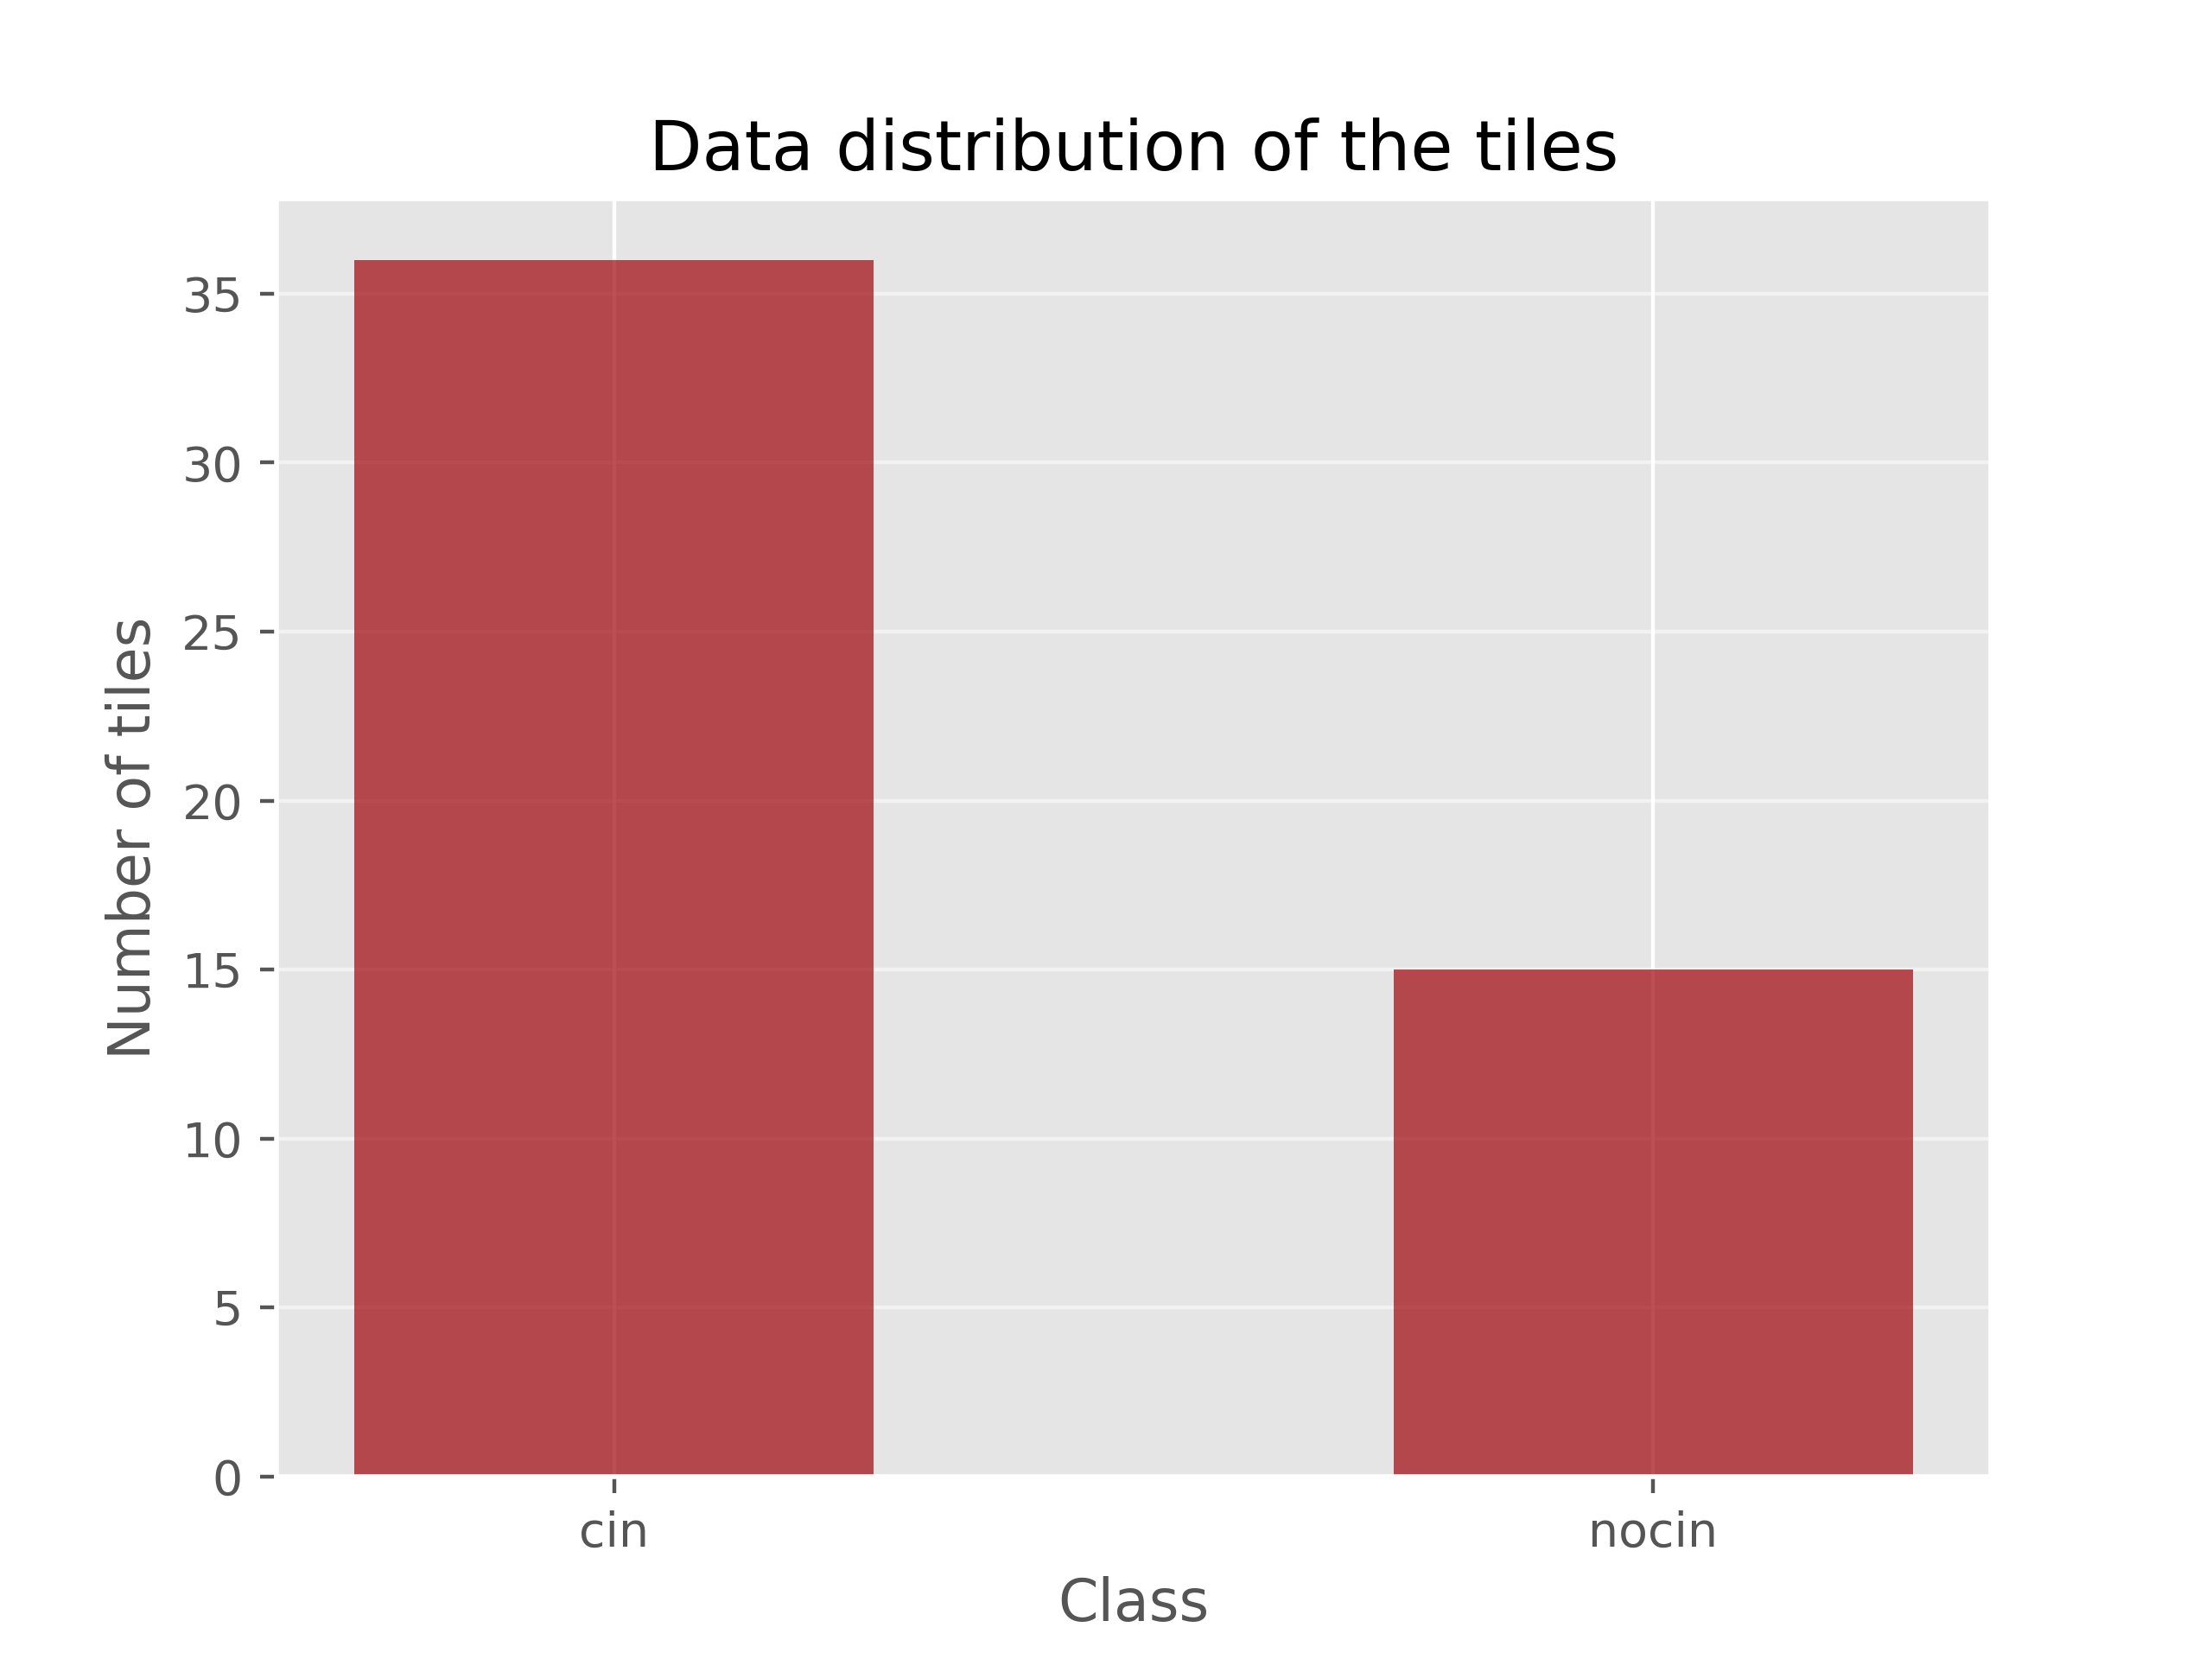 Data distribution of the tiles
Number of tiles
35
30
25
20
15
10
5
0
cin nocin
Class